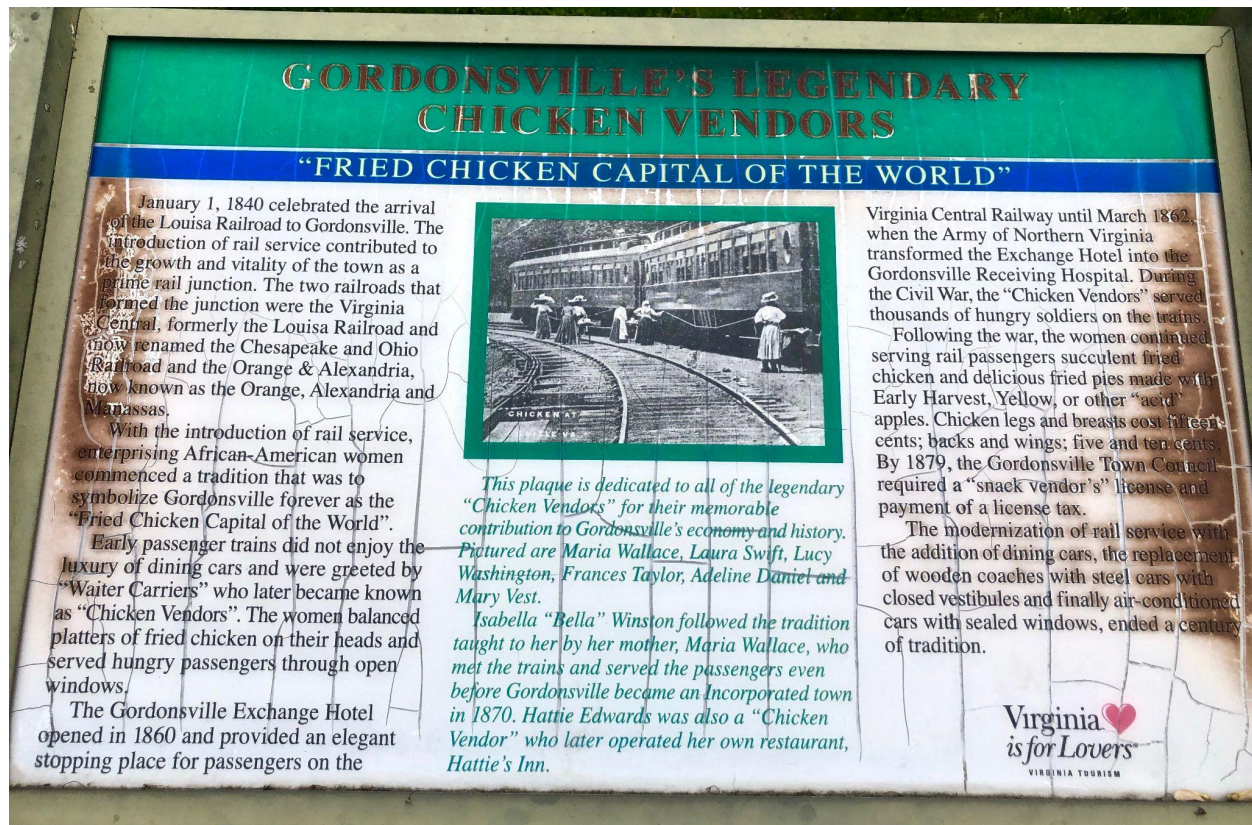 GORDONSVILLE'S LEGENDARY
CHICKEN VENDORS
"FRIED CHICKEN CAPITAL OF THE WORLD"
January 1, 1840 celebrated the arrival
of the Louisa Railroad to Gordonsville. The
introduction of rail service contributed to
the growth and vitality of the town as a
prime rail junction. The two railroads that
formed the junction were the Virginia
Central, formerly the Louisa Railroad and
now renamed the Chesapeake and Ohio
Railroad and the Orange & Alexandria,
now known as the Orange, Alexandria and
Manassas.
With the introduction of rail service,
enterprising African-American women
commenced a tradition that was to
symbolize Gordonsville forever as the
"Fried Chicken Capital of the World".
Early passenger trains did not enjoy the
luxury of dining cars and were greeted by
"Waiter Carriers" who later became known
as "Chicken Vendors". The women balanced
platters of fried chicken on their heads and
served hungry passengers through open
windows.
The Gordonsville Exchange Hotel
opened in 1860 and provided an elegant
stopping place for passengers on the
CHICKEN AT
This plaque is dedicated to all of the legendary
"Chicken Vendors" for their memorable
contribution to Gordonsville's economy and history.
Pictured are Maria Wallace, Laura Swift, Lucy
Washington, Frances Taylor, Adeline Daniel and
Mary Vest.
Isabella "Bella" Winston followed the tradition
taught to her by her mother, Maria Wallace, who
met the trains and served the passengers even
before Gordonsville became an Incorporated town
in 1870. Hattie Edwards was also a "Chicken
Vendor" who later operated her own restaurant,
Hattie's Inn.
Virginia Central Railway until March 1862,
when the Army of Northern Virginia
transformed the Exchange Hotel into the
Gordonsville Receiving Hospital. During
the Civil War, the "Chicken Vendors" served
thousands of hungry soldiers on the trains.
Following the war, the women continued
serving rail passengers succulent fried
chicken and delicious fried pies made with
Early Harvest, Yellow, or other "acid"
apples. Chicken legs and breasts cost fifteen
cents; backs and wings; five and ten cents.
By 1879, the Gordonsville Town Council
required a "snack vendor's" license and
payment of a license tax.
The modernization of rail service with
the addition of dining cars, the replacement
of wooden coaches with steel cars with
closed vestibules and finally air-conditioned
cars with sealed windows, ended a century
of tradition.
Virginia
is for Lovers®
VIRGINIA TOURISM